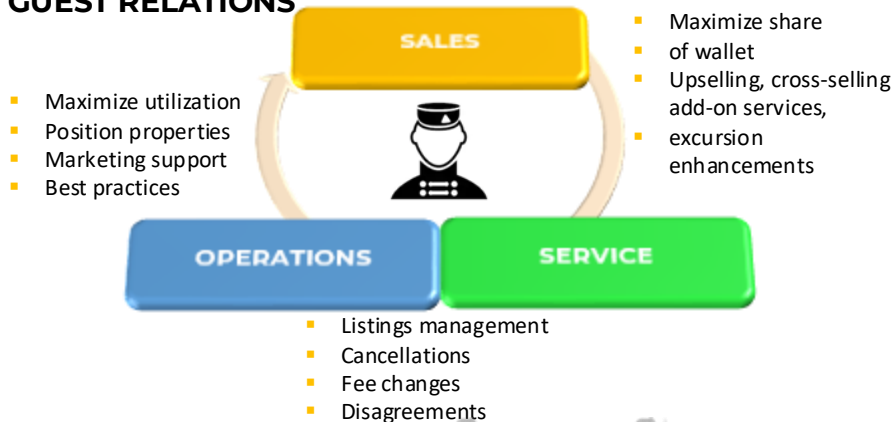 GUEST RELATIONS
SALES
Maximize share
of wallet
Upselling, cross-selling
add-on services,
excursion
enhancements
Maximize utilization
Position properties
Marketing support
Best practices
OPERATIONS
SERVICE
Listings management
Cancellations
Fee changes
Disagreements